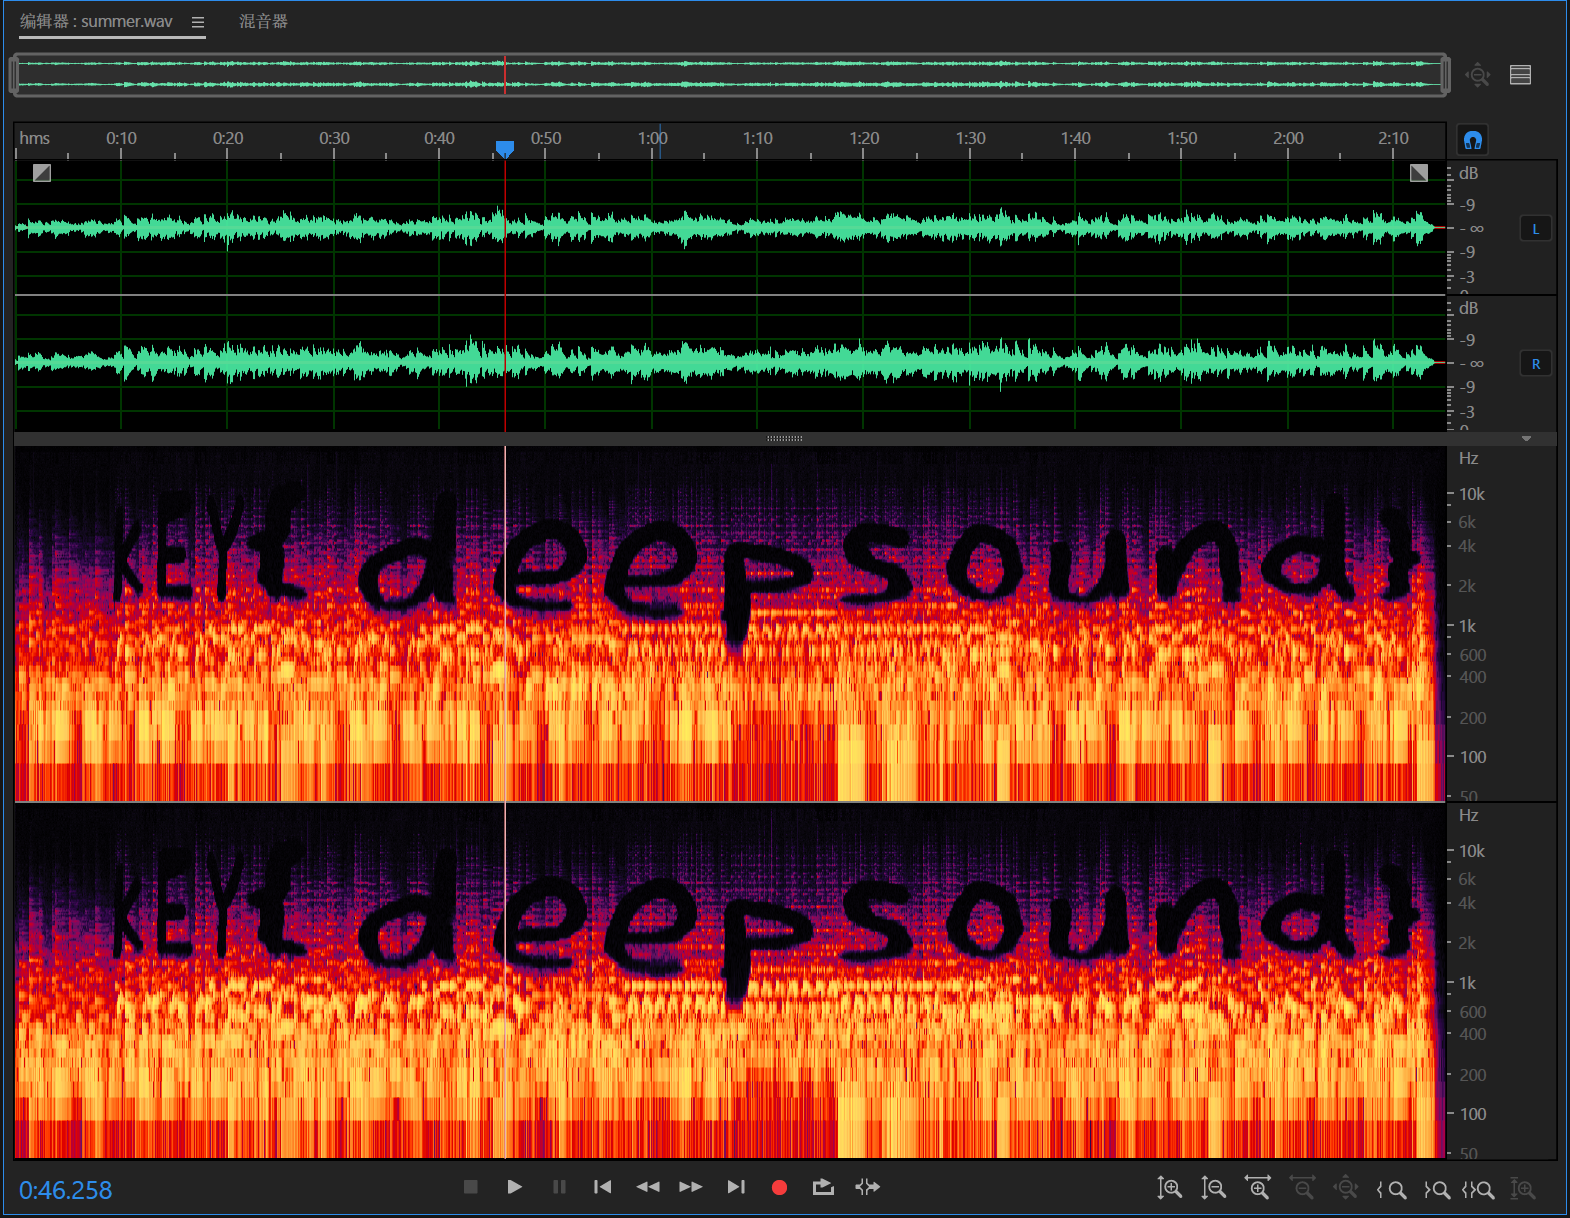 编辑器 : summer.wav 混音器
hms 0:10 0:20 0:30 0:40 0:50 1:00 1:10 1:20 1:30 1:40 1:50 2:00 2:10
dB
-9
- ∞
L
-9
-3
dB
-9
- ∞
R
-9
-3
Hz
10k
6k
4k
KEY{deepsound}
2k
1k
600
400
200
100
50
Hz
10k
6k
4k
KEY{deepsound}
2k
1k
600
400
200
100
50
0:46.258